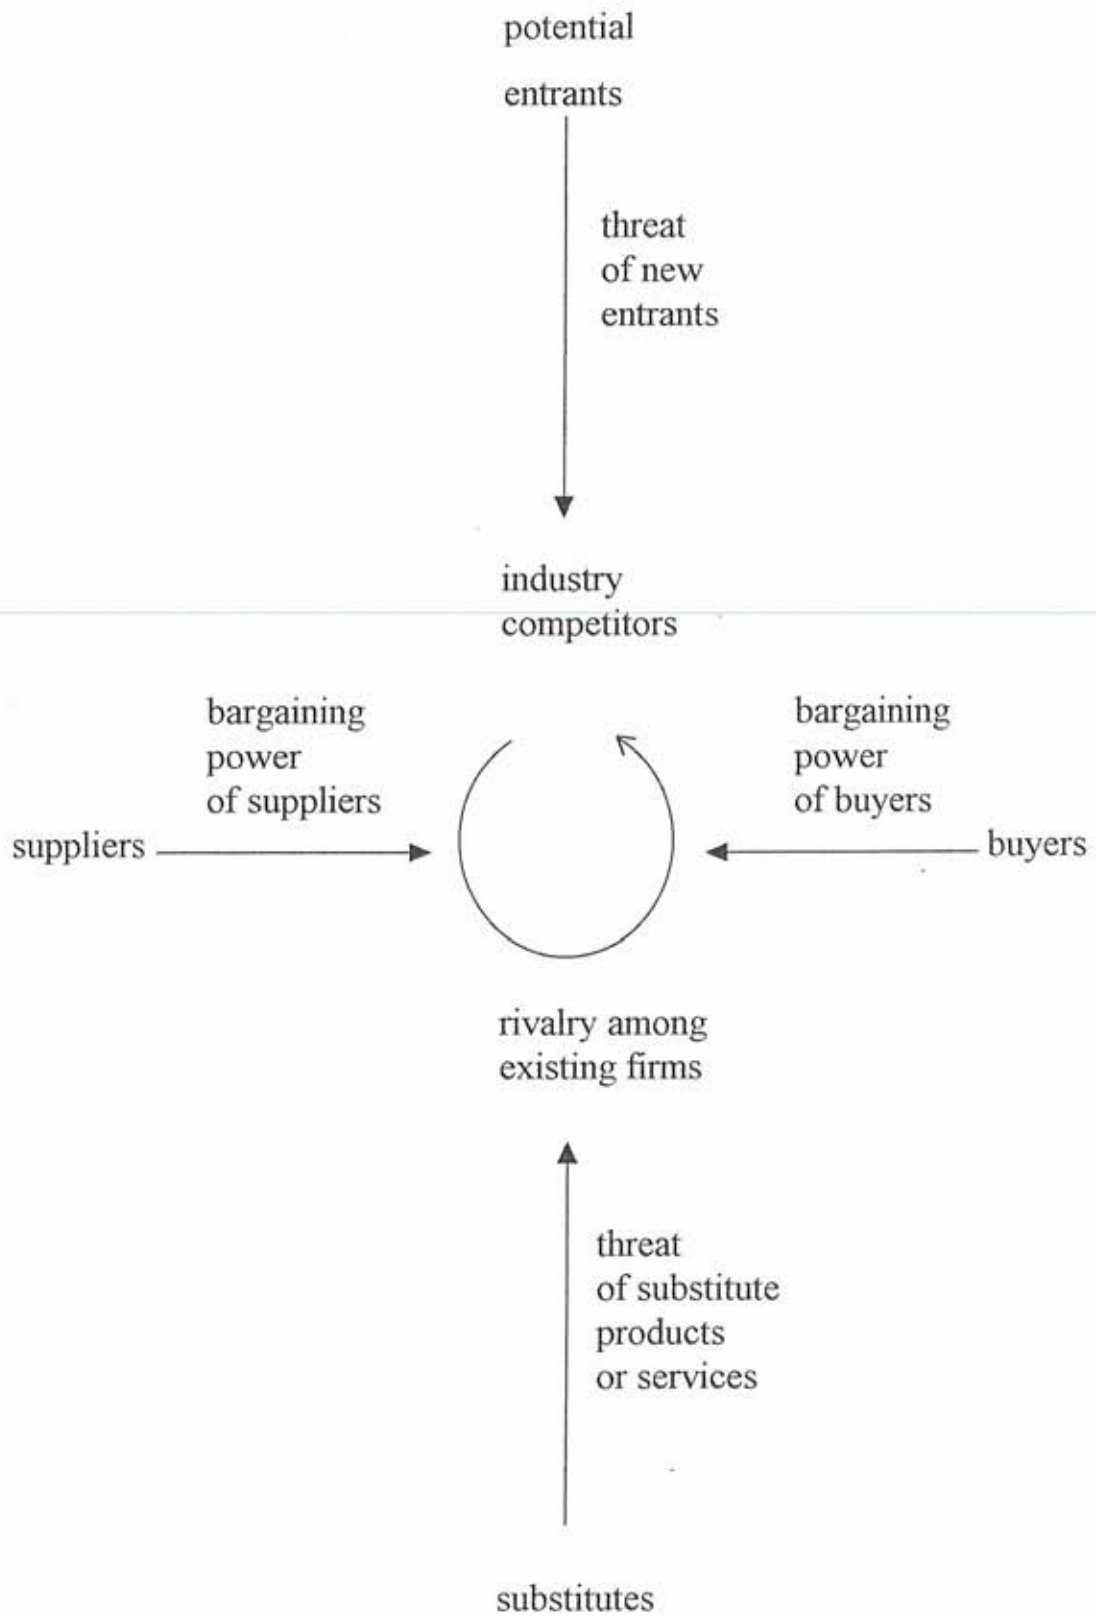 potential
entrants
threat
of new
entrants
industry
competitors
bargaining
power
of suppliers
suppliers
bargaining
power
of buyers
buyers
rivalry among
existing firms
threat
of substitute
products
or services
substitutes